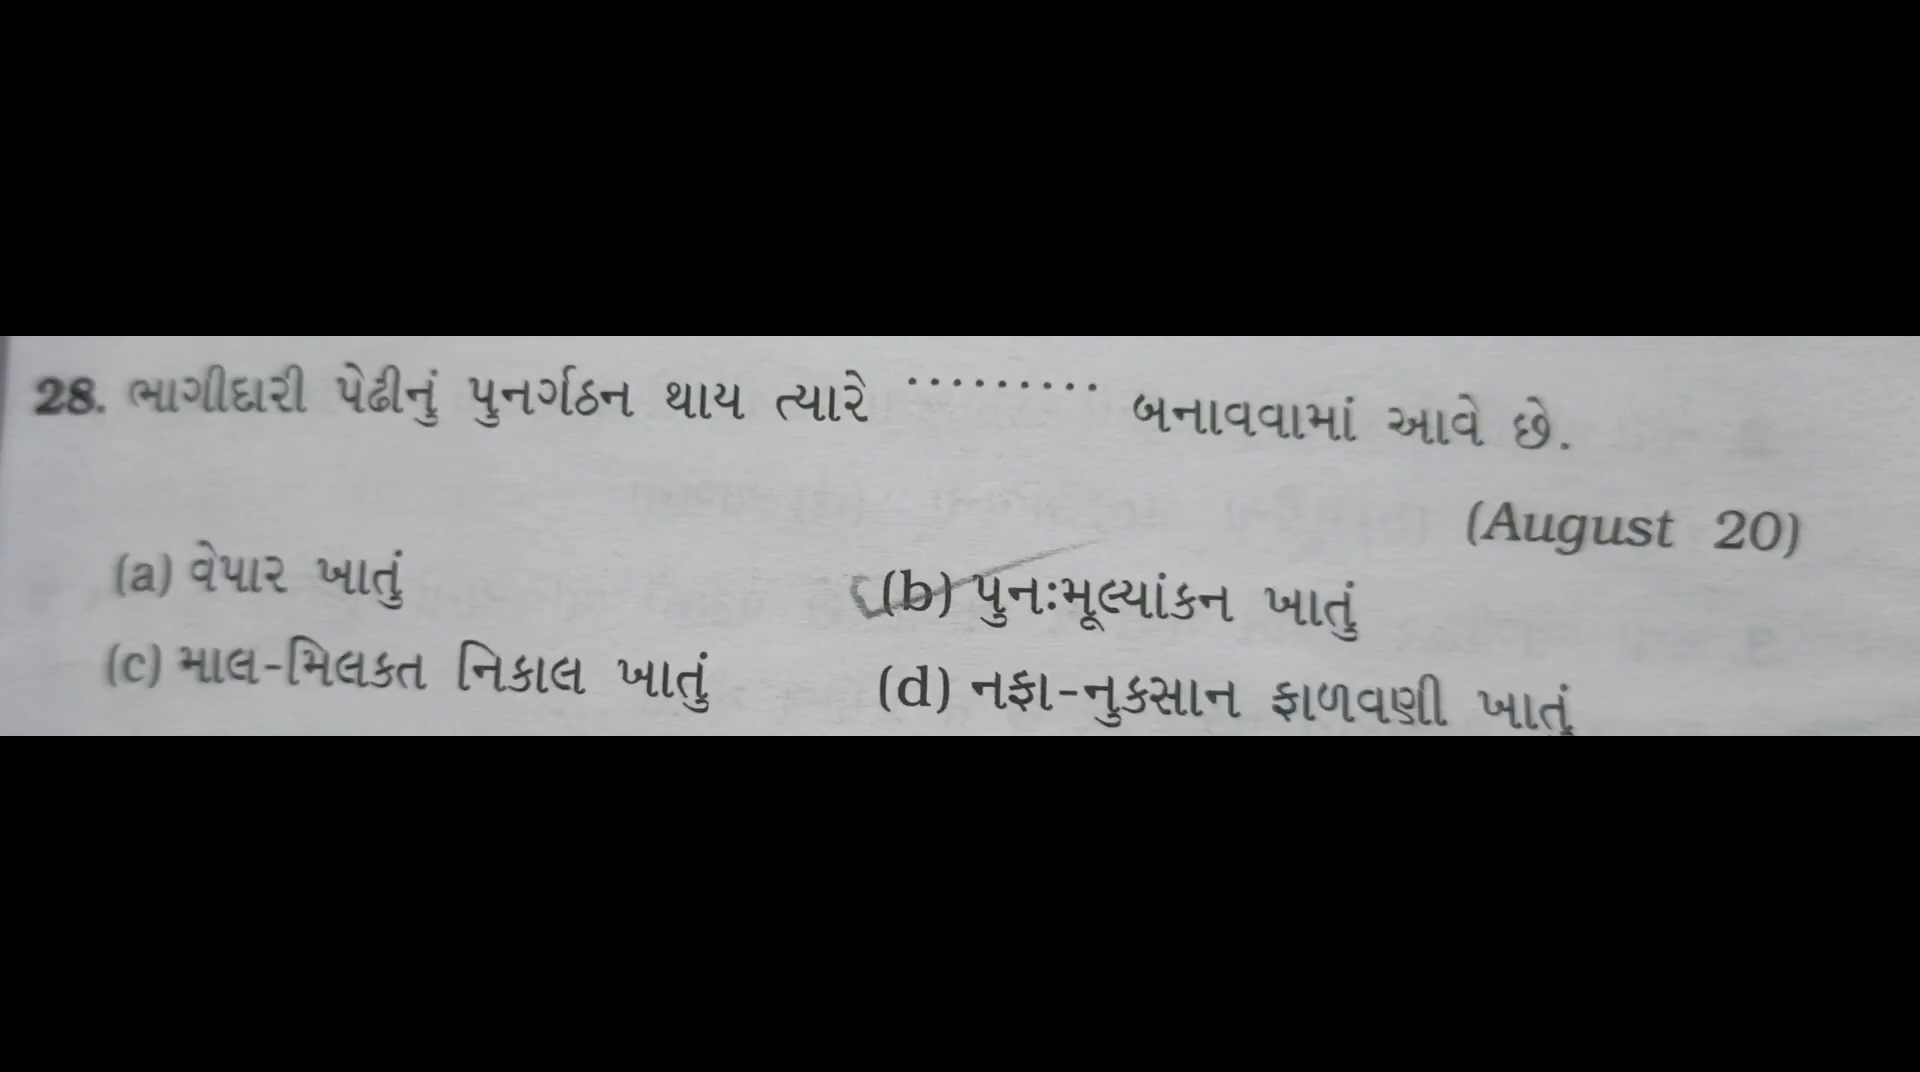 28. ભાગીદારી પેઢીનું પુનર્ગઠન થાય ત્યારે ......... બનાવવામાં આવે છે.
(August 20)
(a) વેપાર ખાતું (b) પુનઃમૂલ્યાંકન ખાતું
(c) માલ-મિલકત નિકાલ ખાતું (d) નફા-નુકસાન ફાળવણી ખાતું